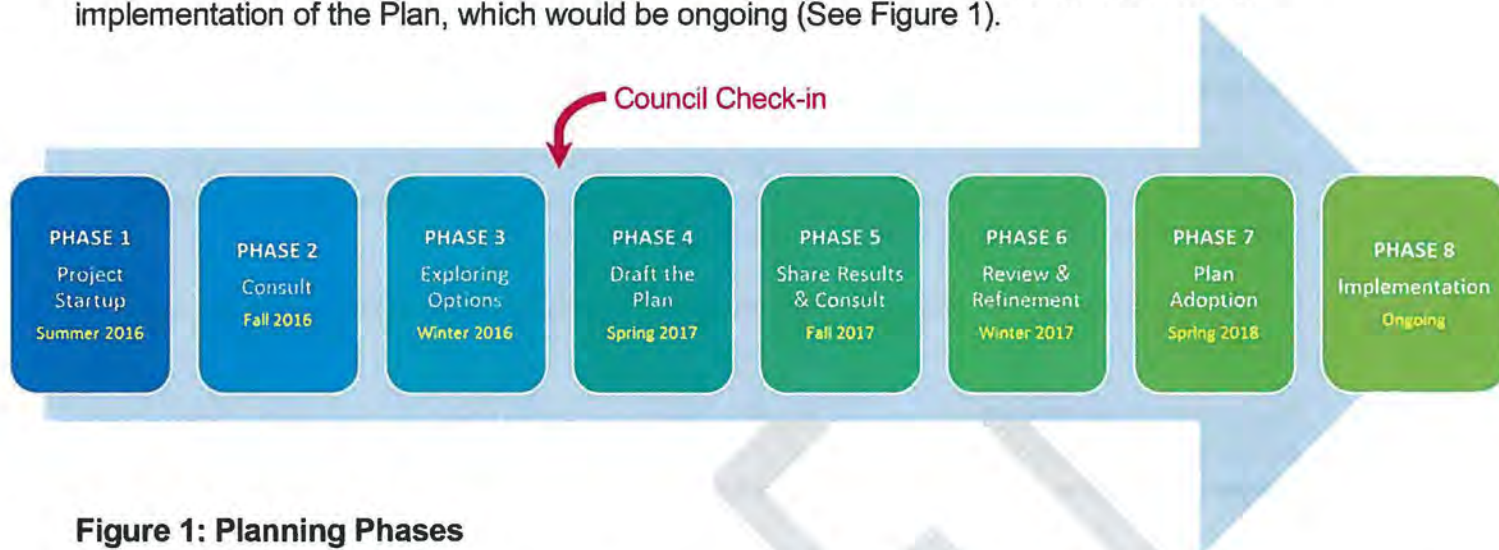 implementation of the Plan, which would be ongoing (See Figure 1).
Council Check-in
PHASE 1
Project
Startup
Summer 2016
PHASE 2
Consult
Fall 2016
PHASE 3
Exploring
Options
Winter 2016
PHASE 4
Draft the
Plan
Spring 2017
PHASE 5
Share Results
& Consult
Fall 2017
PHASE 6
Review &
Refinement
Winter 2017
PHASE 7
Plan
Adoption
Spring 2018
PHASE 8
Implementation
Ongoing
Figure 1: Planning Phases